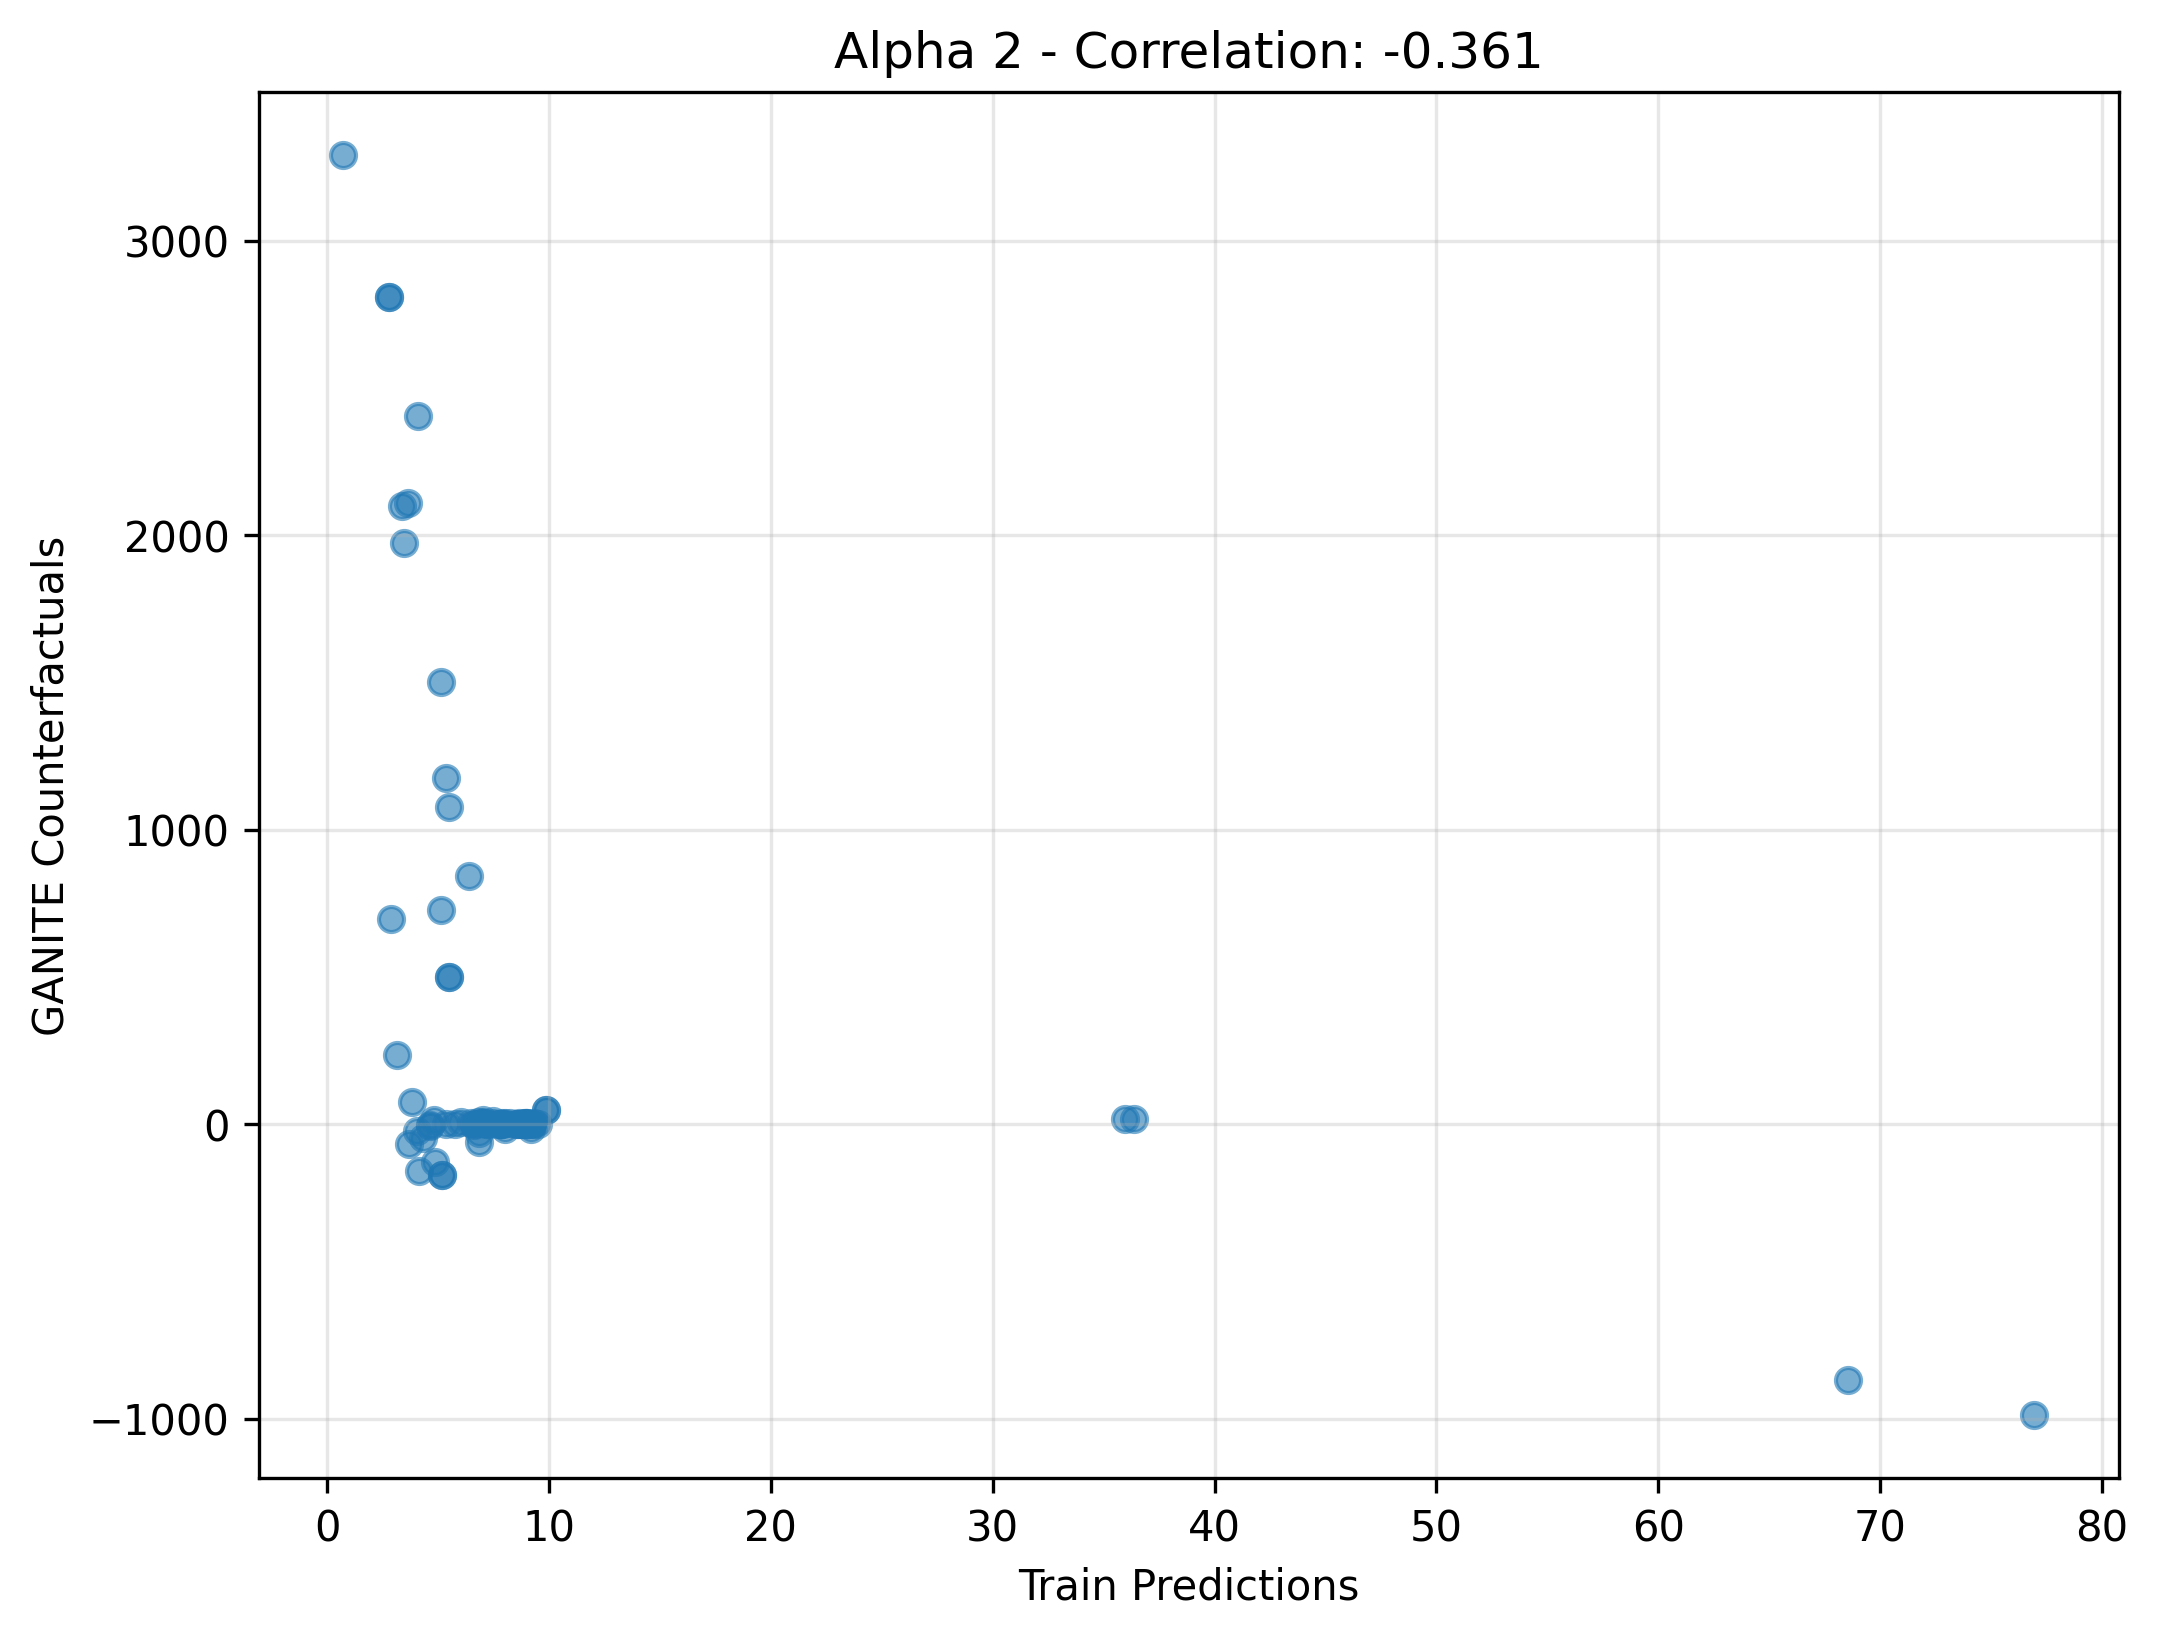 Alpha 2 - Correlation: -0.361
GANITE Counterfactuals
3000
2000
1000
0
−1000
0 10 20 30 40 50 60 70 80
Train Predictions